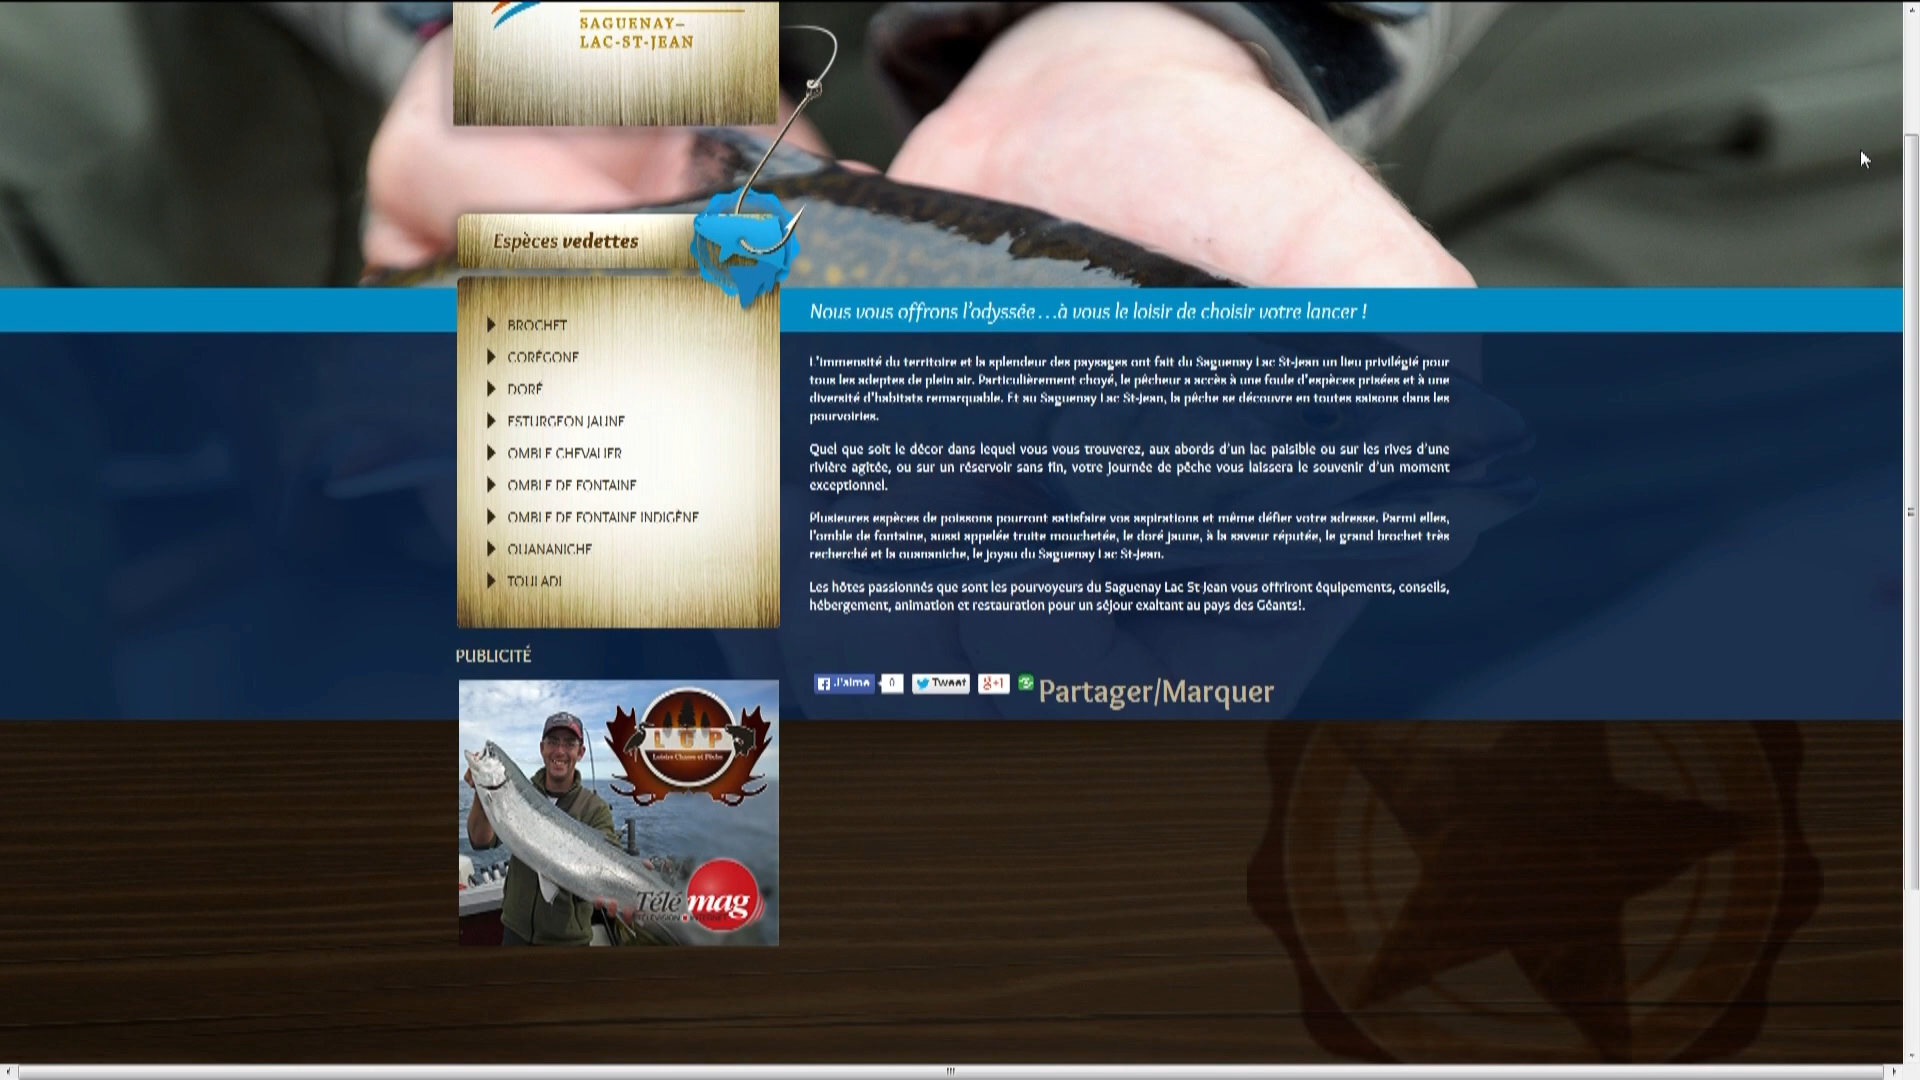 SAGUENAY–
LAC-ST-JEAN
Espèces vedettes
BROCHET
CORÉGONE
DORÉ
ESTURGEON JAUNE
OMBLE CHEVALIER
OMBLE DE FONTAINE
OMBLE DE FONTAINE INDIGÈNE
OUANANICHE
TOULADI
PUBLICITÉ
L C P
Loisirs Chasse et Pêche
Télé mag
TÉLÉVISION INTERNET
Nous vous offrons l'odyssée...à vous le loisir de choisir votre lancer !
L'immensité du territoire et la splendeur des paysages ont fait du Saguenay Lac St-Jean un lieu privilégié pour
tous les adeptes de plein air. Particulièrement choyé, le pêcheur a accès à une foule d'espèces prisées et à une
diversité d'habitats remarquable. Et au Saguenay Lac St-Jean, la pêche se découvre en toutes saisons dans les
pourvoiries.
Quel que soit le décor dans lequel vous vous trouverez, aux abords d'un lac paisible ou sur les rives d'une
rivière agitée, ou sur un réservoir sans fin, votre journée de pêche vous laissera le souvenir d'un moment
exceptionnel.
Plusieures espèces de poissons pourront satisfaire vos aspirations et même défier votre adresse. Parmi elles,
l'omble de fontaine, aussi appelée truite mouchetée, le doré jaune, à la saveur réputée, le grand brochet très
recherché et la ouananiche, le joyau du Saguenay Lac St-Jean.
Les hôtes passionnés que sont les pourvoyeurs du Saguenay Lac St-Jean vous offriront équipements, conseils,
hébergement, animation et restauration pour un séjour exaltant au pays des Géants!.
J'aime 0 Tweet g+1 Partager/Marquer